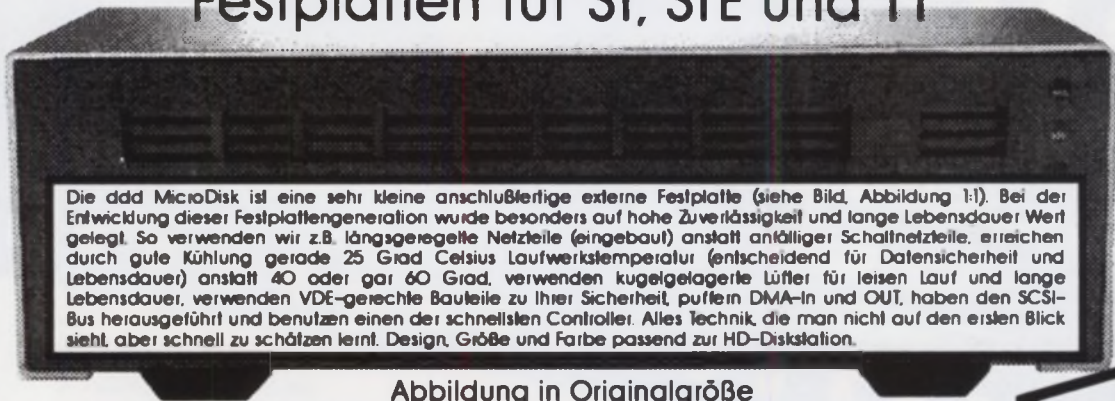 Festplatten für ST, STE und TT
Die ddd MicroDisk ist eine sehr kleine anschlußfertige externe Festplatte (siehe Bild, Abbildung 1:1). Bei der
Entwicklung dieser Festplattengeneration wurde besonders auf hohe Zuverlässigkeit und lange Lebensdauer Wert
gelegt. So verwenden wir z.B. längsgeregelte Netzteile (eingebaut) anstatt anfälliger Schaltnetzteile, erreichen
durch gute Kühlung gerade 25 Grad Celsius Laufwerkstemperatur (entscheidend für Datensicherheit und
Lebensdauer) anstatt 40 oder gar 60 Grad, verwenden kugelgelagerte Lüfter für leisen Lauf und lange
Lebensdauer, verwenden VDE-gerechte Bauteile zu Ihrer Sicherheit, puffern DMA-In und OUT, haben den SCSI-
Bus herausgeführt und benutzen einen der schnellsten Controller. Alles Technik, die man nicht auf den ersten Blick
sieht, aber schnell zu schätzen lernt. Design, Größe und Farbe passend zur HD-Diskstation.
Abbildung in Originalgröße